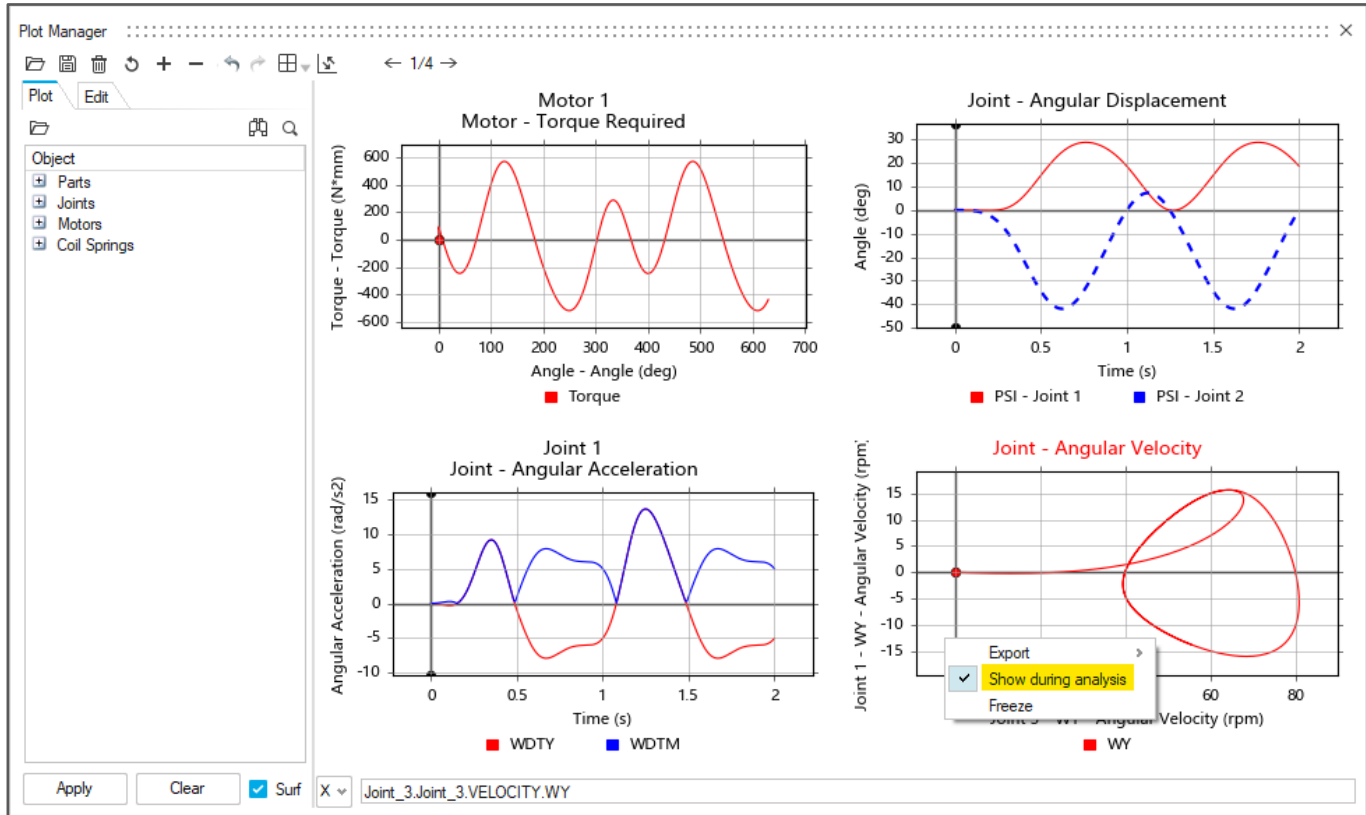 Plot Manager
1/4
Plot Edit
Object
Parts
Joints
Motors
Coil Springs
Apply Clear Surf
Motor 1
Motor - Torque Required
Torque - Torque (N*mm)
600
400
200
0
-200
-400
-600
0 100 200 300 400 500 600 700
Angle - Angle (deg)
Torque
Joint - Angular Displacement
Angle (deg)
30
20
10
0
-10
-20
-30
-40
-50
0 0.5 1 1.5 2
Time (s)
PSI - Joint 1 PSI - Joint 2
Joint 1
Joint - Angular Acceleration
Angular Acceleration (rad/s2)
15
10
5
0
-5
-10
0 0.5 1 1.5 2
Time (s)
WDTY WDTM
Joint - Angular Velocity
Joint 1 - WY - Angular Velocity (rpm)
15
10
5
0
-5
-10
-15
60 80
Export
Show during analysis
Freeze
Angular Velocity (rpm)
WY
X Joint_3.Joint_3.VELOCITY.WY